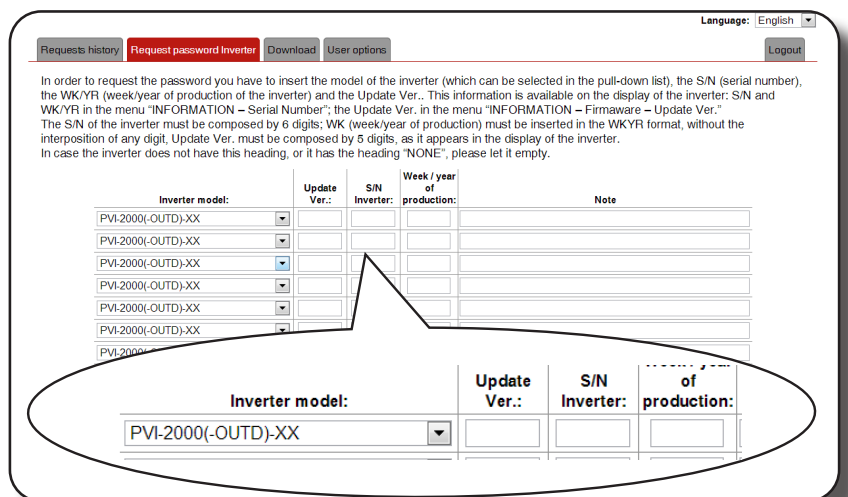 Language: English
Requests history Request password Inverter Download User options Logout
In order to request the password you have to insert the model of the inverter (which can be selected in the pull-down list), the S/N (serial number),
the WK/YR (week/year of production of the inverter) and the Update Ver.. This information is available on the display of the inverter: S/N and
WK/YR in the menu “INFORMATION – Serial Number”; the Update Ver. in the menu “INFORMATION – Firmaware – Update Ver.”
The S/N of the inverter must be composed by 6 digits; WK (week/year of production) must be inserted in the WKYR format, without the
interposition of any digit, Update Ver. must be composed by 5 digits, as it appears in the display of the inverter.
In case the inverter does not have this heading, or it has the heading “NONE”, please let it empty.
Inverter model: Update Ver.: S/N Inverter: Week / year of production: Note
PVI-2000(-OUTD)-XX
PVI-2000(-OUTD)-XX
PVI-2000(-OUTD)-XX
PVI-2000(-OUTD)-XX
PVI-2000(-OUTD)-XX
PVI-2000(-OUTD)-XX
Inverter model: Update Ver.: S/N Inverter: of production:
PVI-2000(-OUTD)-XX